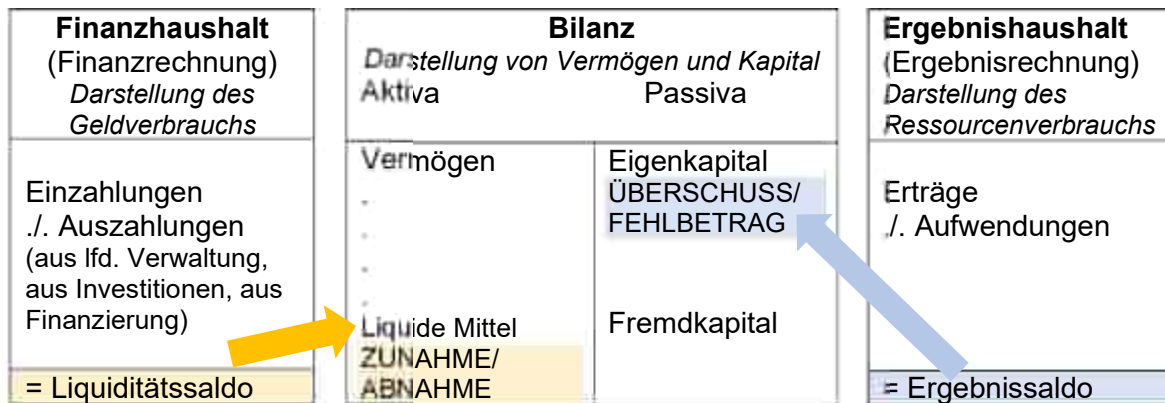 Finanzhaushalt
(Finanzrechnung)
Darstellung des
Geldverbrauchs
Einzahlungen
./. Auszahlungen
(aus lfd. Verwaltung,
aus Investitionen, aus
Finanzierung)
= Liquiditätssaldo
Bilanz
Darstellung von Vermögen und Kapital
Aktiva Passiva
Vermögen
.
.
.
.
Liquide Mittel
ZUNAHME/
ABNAHME
Eigenkapital
ÜBERSCHUSS/
FEHLBETRAG
Fremdkapital
Ergebnishaushalt
(Ergebnisrechnung)
Darstellung des
Ressourcenverbrauchs
Erträge
./. Aufwendungen
= Ergebnissaldo